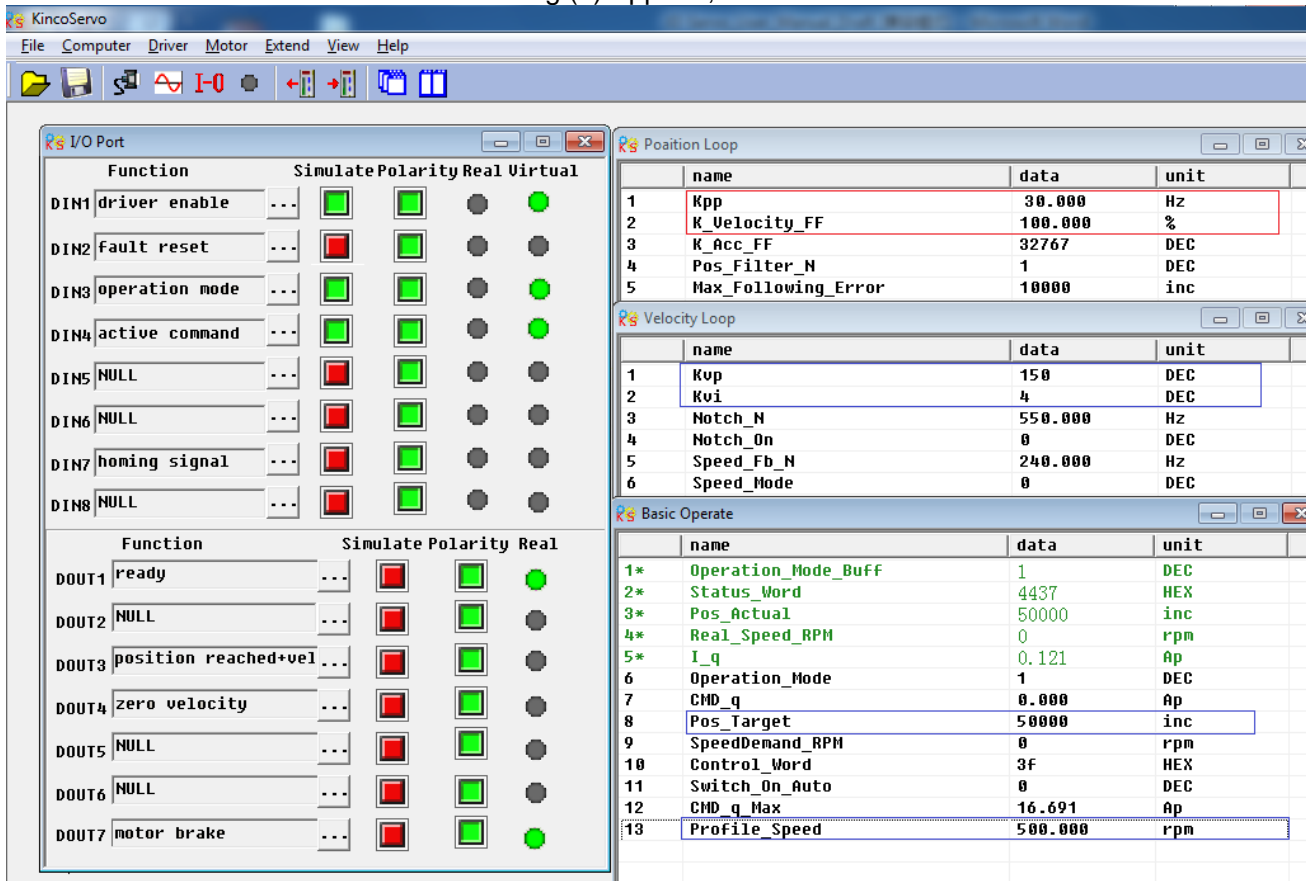 KincoServo
File Computer Driver Motor Extend View Help
I-0
I/O Port
Function Simulate Polarity Real Virtual
DIN1 driver enable ...
DIN2 fault reset ...
DIN3 operation mode ...
DIN4 active command ...
DIN5 NULL ...
DIN6 NULL ...
DIN7 homing signal ...
DIN8 NULL ...
Function Simulate Polarity Real
DOUT1 ready ...
DOUT2 NULL ...
DOUT3 position reached+vel ...
DOUT4 zero velocity ...
DOUT5 NULL ...
DOUT6 NULL ...
DOUT7 motor brake ...
Poaition Loop
name data unit
1 Kpp 30.000 Hz
2 K_Velocity_FF 100.000 %
3 K_Acc_FF 32767 DEC
4 Pos_Filter_N 1 DEC
5 Max_Following_Error 10000 inc
Velocity Loop
name data unit
1 Kvp 150 DEC
2 Kvi 4 DEC
3 Notch_N 550.000 Hz
4 Notch_On 0 DEC
5 Speed_Fb_N 240.000 Hz
6 Speed_Mode 0 DEC
Basic Operate
name data unit
1* Operation_Mode_Buff 1 DEC
2* Status_Word 4437 HEX
3* Pos_Actual 50000 inc
4* Real_Speed_RPM 0 rpm
5* I_q 0.121 Ap
6 Operation_Mode 1 DEC
7 CMD_q 0.000 Ap
8 Pos_Target 50000 inc
9 SpeedDemand_RPM 0 rpm
10 Control_Word 3f HEX
11 Switch_On_Auto 0 DEC
12 CMD_q_Max 16.691 Ap
13 Profile_Speed 500.000 rpm